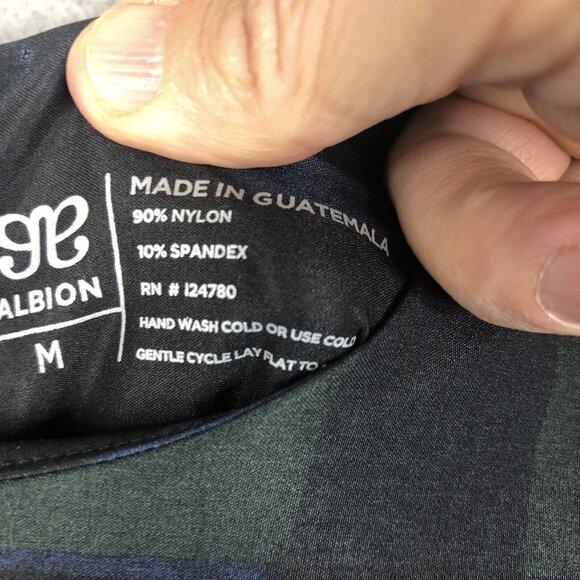 ALBION
M
MADE IN GUATEMALA
90% NYLON
10% SPANDEX
RN # 124780
HAND WASH COLD OR USE COLD
GENTLE CYCLE LAY FLAT TO